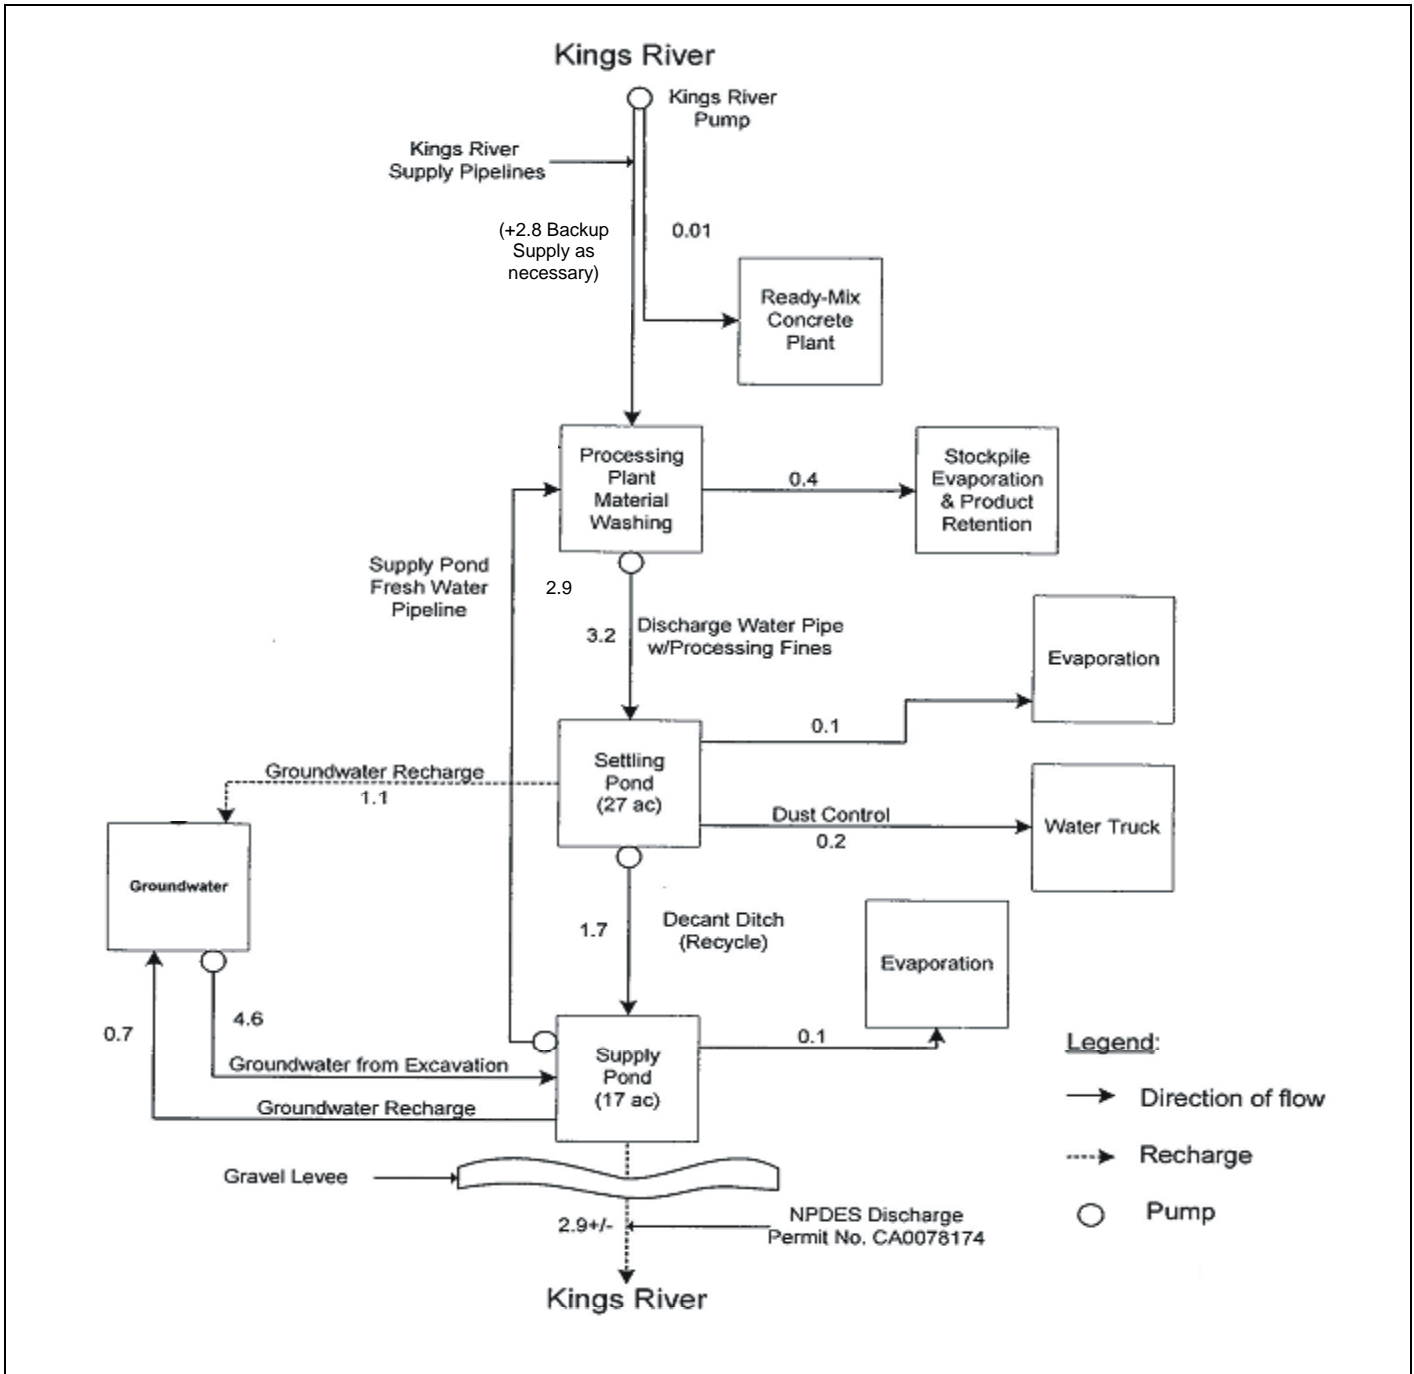 Kings River
Kings River
Pump
Kings River
Supply Pipelines
(+2.8 Backup
Supply as
necessary)
0.01
Ready-Mix
Concrete
Plant
Processing
Plant
Material
Washing
0.4
Stockpile
Evaporation
& Product
Retention
Supply Pond
Fresh Water
Pipeline
2.9
3.2
Discharge Water Pipe
w/Processing Fines
Evaporation
0.1
Settling
Pond
(27 ac)
Groundwater Recharge
1.1
Dust Control
0.2
Water Truck
Groundwater
1.7
Decant Ditch
(Recycle)
Evaporation
0.7
4.6
Groundwater from Excavation
Groundwater Recharge
Supply
Pond
(17 ac)
0.1
Legend:
Direction of flow
Recharge
Pump
Gravel Levee
2.9+/-
NPDES Discharge
Permit No. CA0078174
Kings River